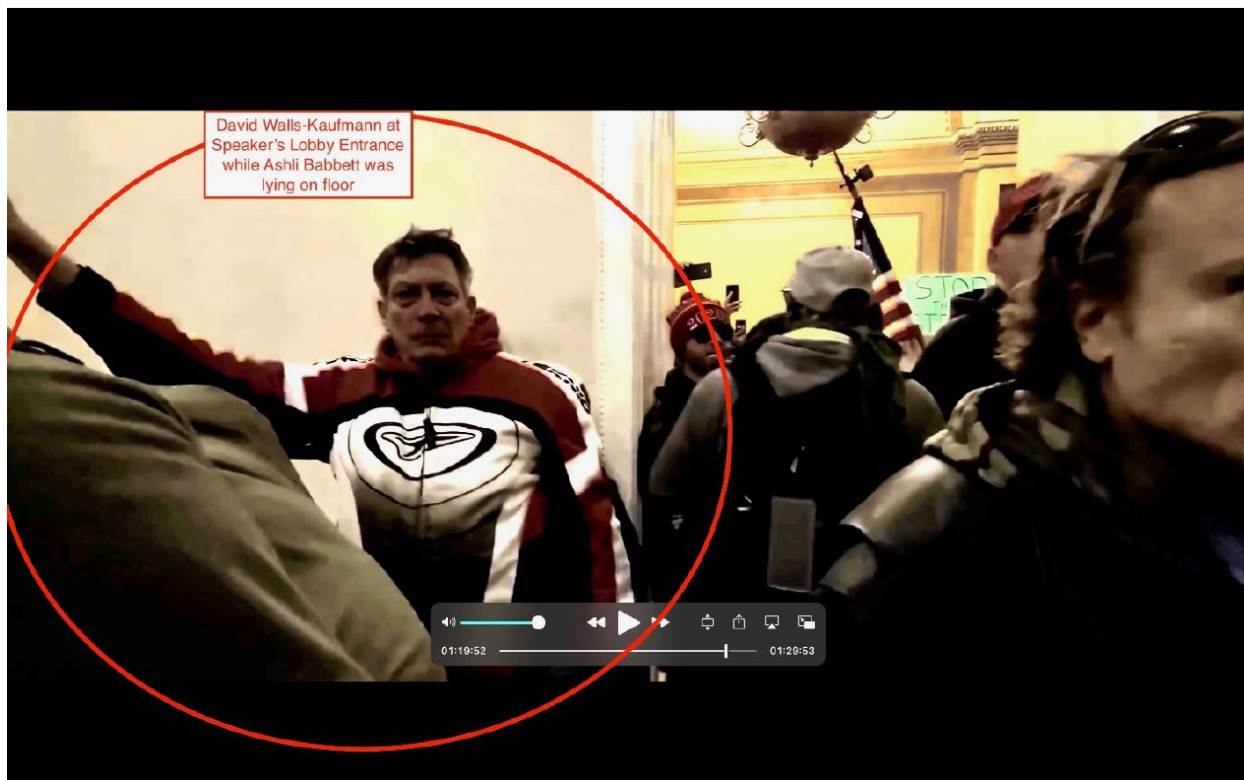 David Walls-Kaufmann at
Speaker's Lobby Entrance
while Ashli Babbett was
lying on floor
2020
STOP
01:19:52
01:29:53